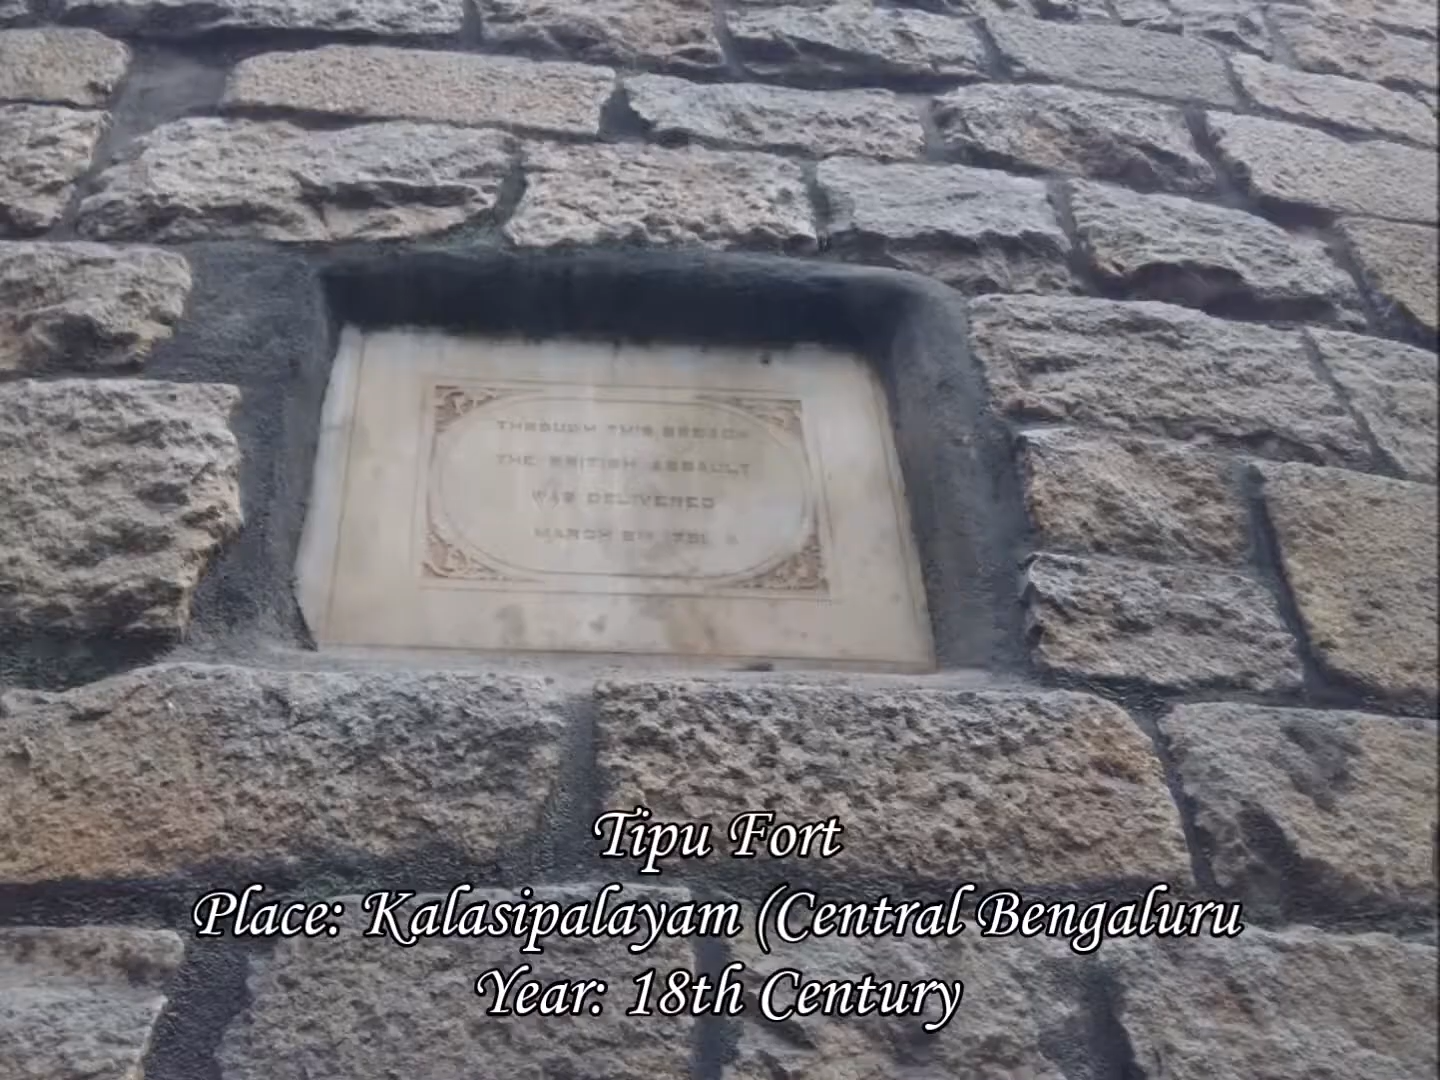 THROUGH THIS BREACH
THE BRITISH ASSAULT
WAS DELIVERED
MARCH
Tipu Fort
Place: Kalasipalayam (Central Bengaluru
Year: 18th Century